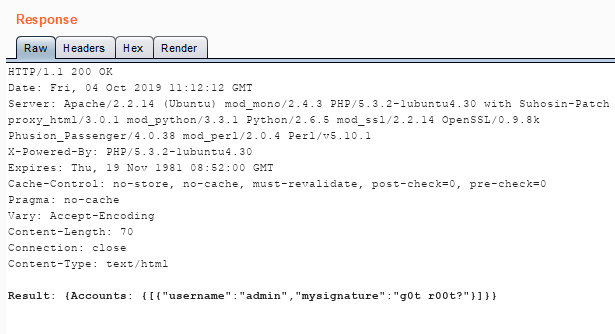 Response
Raw Headers Hex Render
HTTP/1.1 200 OK
Date: Fri, 04 Oct 2019 11:12:12 GMT
Server: Apache/2.2.14 (Ubuntu) mod_mono/2.4.3 PHP/5.3.2-1ubuntu4.30 with Suhosin-Patch
proxy_html/3.0.1 mod_python/3.3.1 Python/2.6.5 mod_ssl/2.2.14 OpenSSL/0.9.8k
Phusion_Passenger/4.0.38 mod_perl/2.0.4 Perl/v5.10.1
X-Powered-By: PHP/5.3.2-1ubuntu4.30
Expires: Thu, 19 Nov 1981 08:52:00 GMT
Cache-Control: no-store, no-cache, must-revalidate, post-check=0, pre-check=0
Pragma: no-cache
Vary: Accept-Encoding
Content-Length: 70
Connection: close
Content-Type: text/html
Result: {Accounts: {[{"username":"admin","mysignature":"g0t r00t?"}]}}